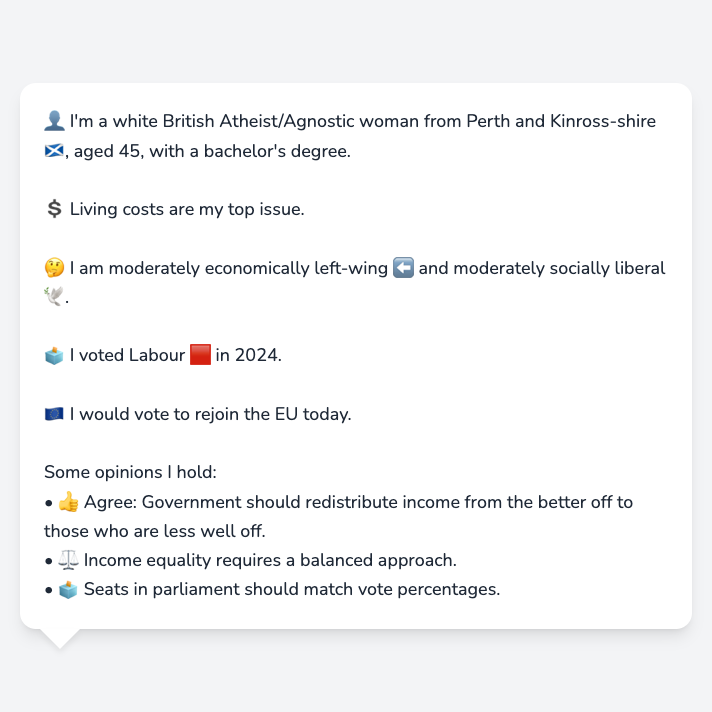 👤 I'm a white British Atheist/Agnostic woman from Perth and Kinross-shire
🏴󠁧󠁢󠁳󠁣󠁴󠁿, aged 45, with a bachelor's degree.
💲 Living costs are my top issue.
🤔 I am moderately economically left-wing ⬅️ and moderately socially liberal
🕊️.
🗳️ I voted Labour 🟥 in 2024.
🇪🇺 I would vote to rejoin the EU today.
Some opinions I hold:
• 👍 Agree: Government should redistribute income from the better off to
those who are less well off.
• ⚖️ Income equality requires a balanced approach.
• 🗳️ Seats in parliament should match vote percentages.